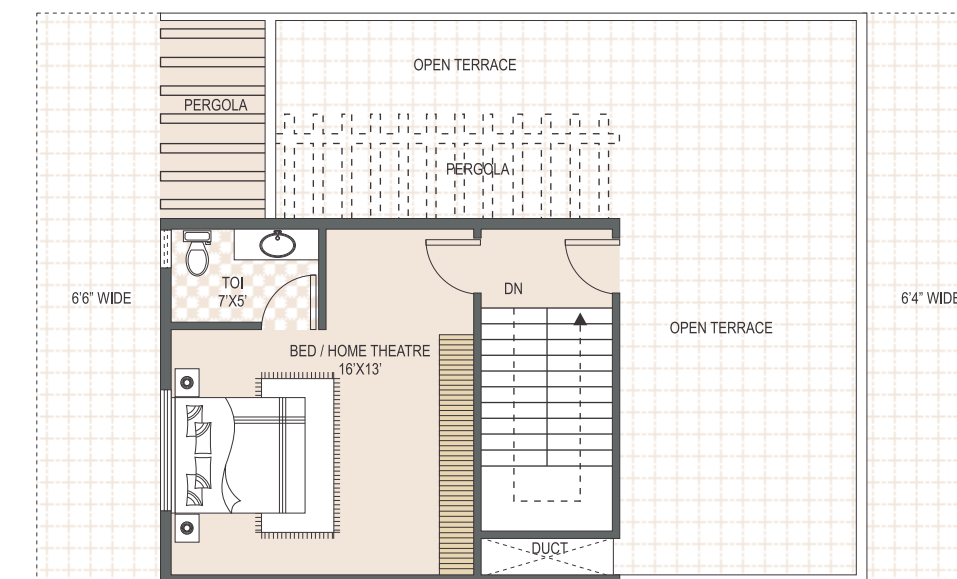 OPEN TERRACE
PERGOLA
PERGOLA
TOI
7'X5'
DN
6'6" WIDE
6'4" WIDE
OPEN TERRACE
BED / HOME THEATRE
16'X13'
DUCT